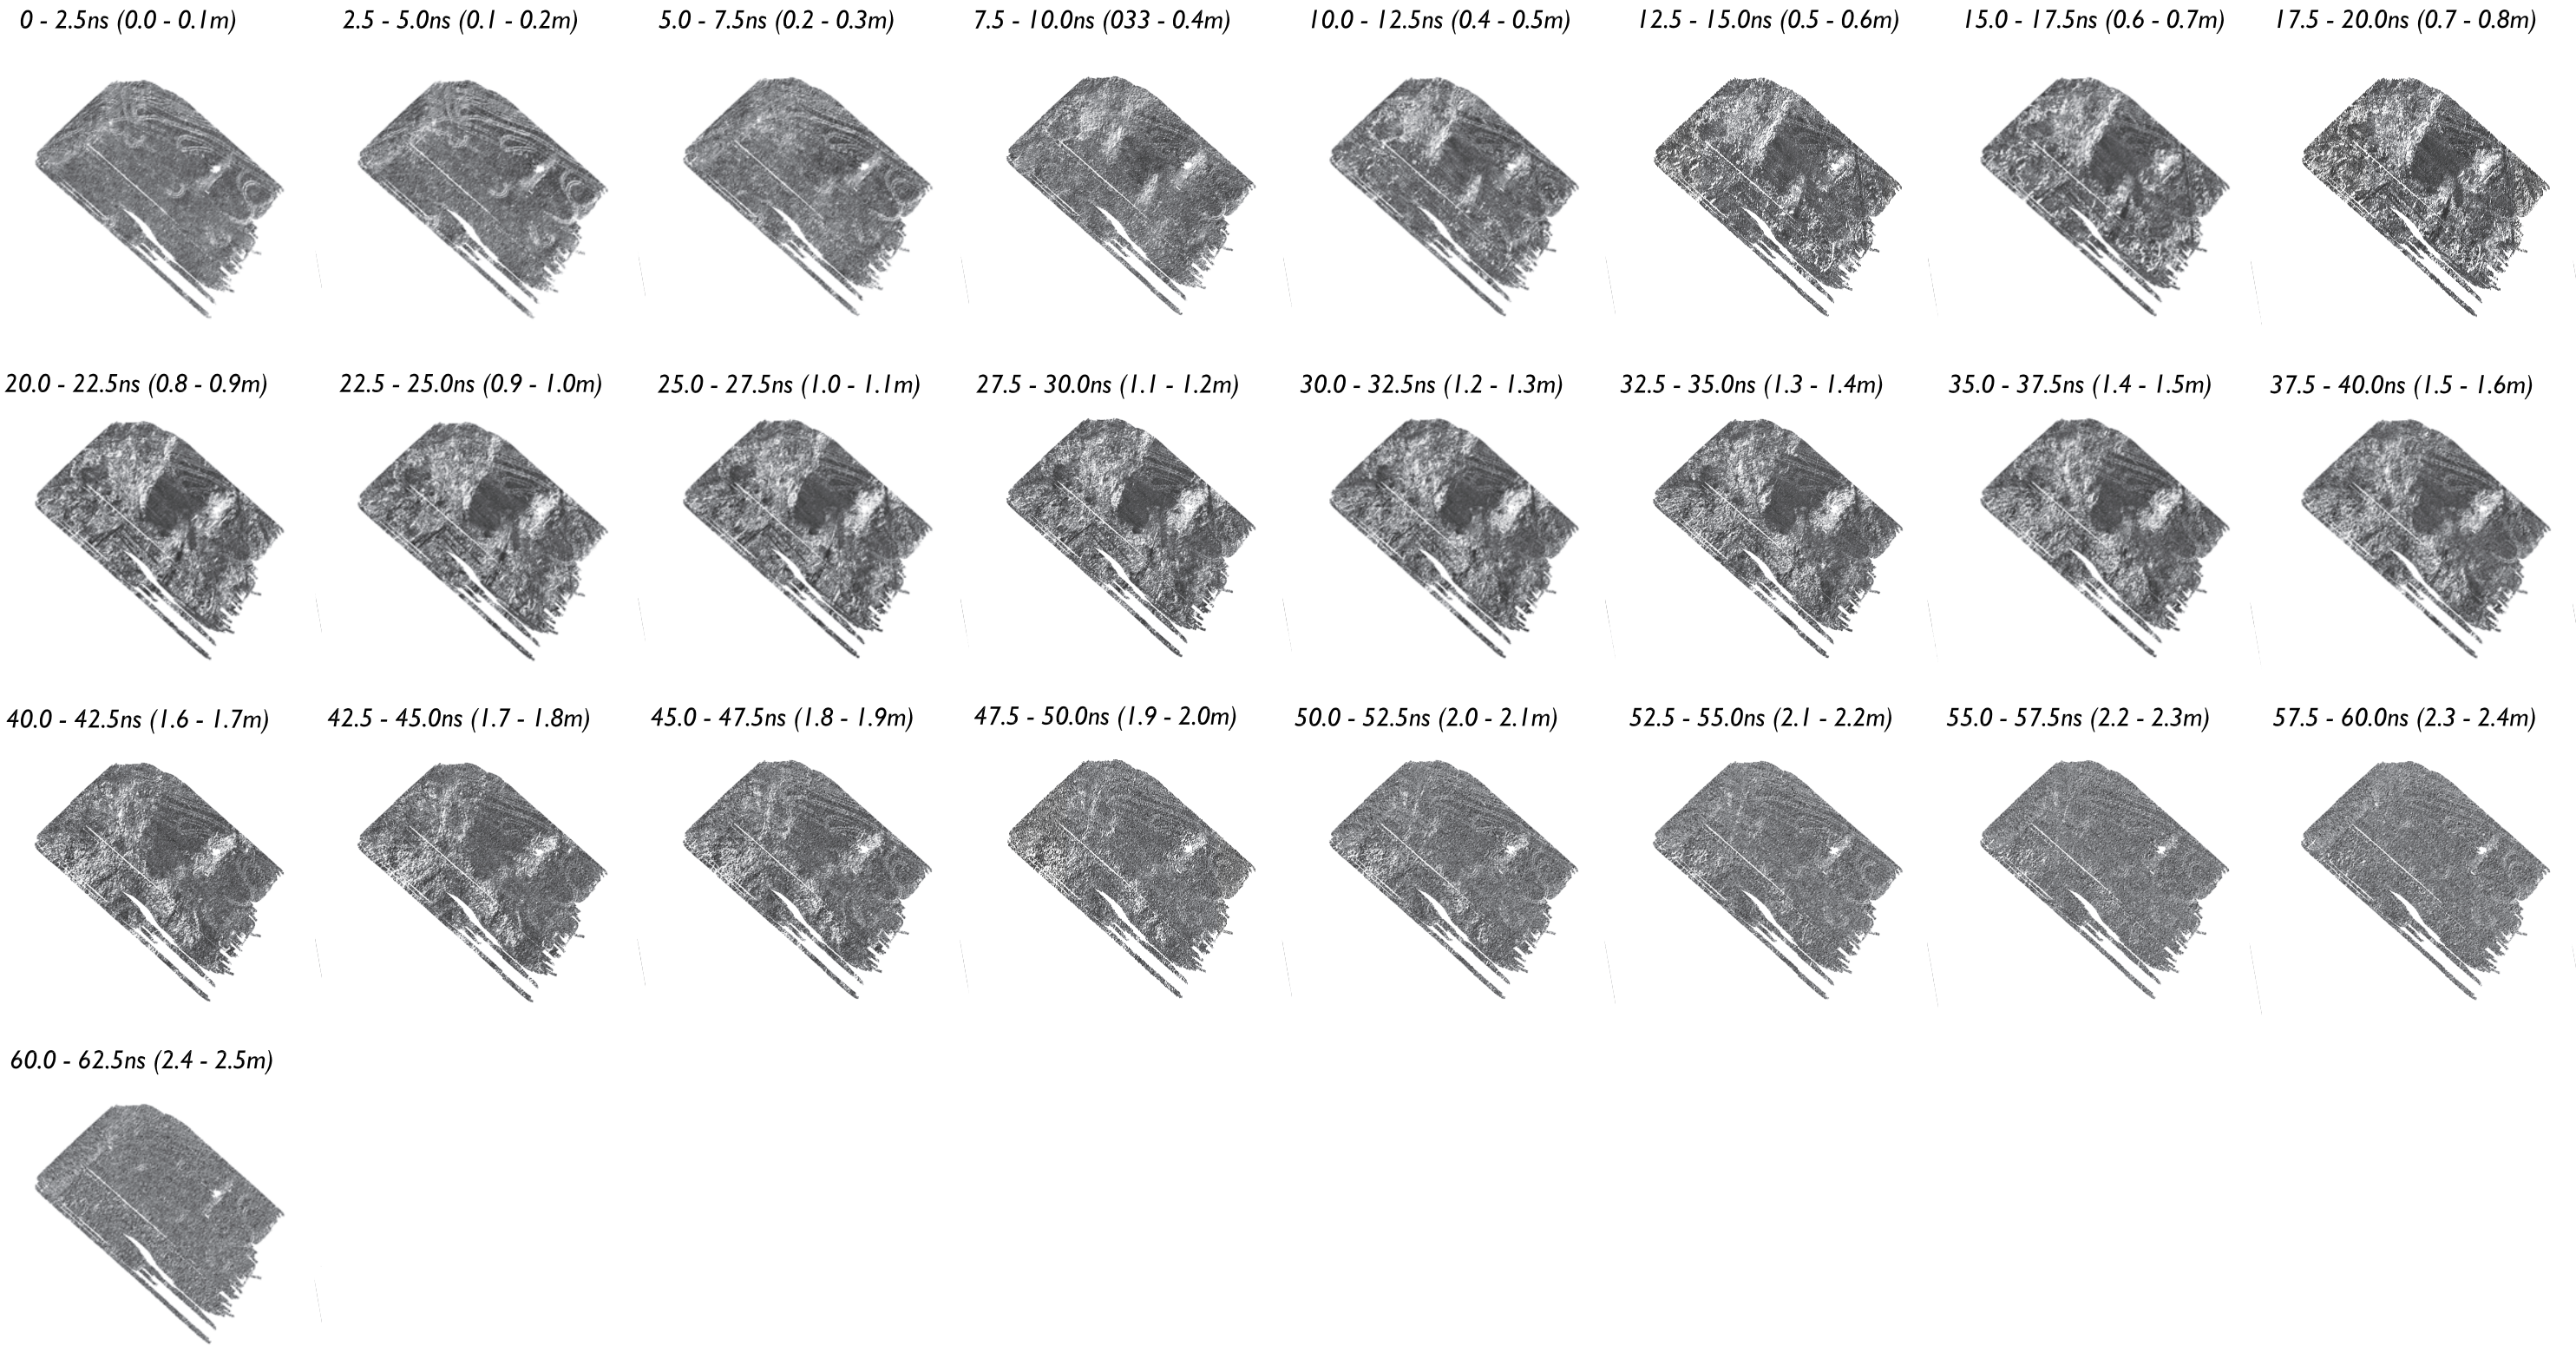 0 - 2.5ns (0.0 - 0.1m)
2.5 - 5.0ns (0.1 - 0.2m)
5.0 - 7.5ns (0.2 - 0.3m)
7.5 - 10.0ns (033 - 0.4m)
10.0 - 12.5ns (0.4 - 0.5m)
12.5 - 15.0ns (0.5 - 0.6m)
15.0 - 17.5ns (0.6 - 0.7m)
17.5 - 20.0ns (0.7 - 0.8m)
20.0 - 22.5ns (0.8 - 0.9m)
22.5 - 25.0ns (0.9 - 1.0m)
25.0 - 27.5ns (1.0 - 1.1m)
27.5 - 30.0ns (1.1 - 1.2m)
30.0 - 32.5ns (1.2 - 1.3m)
32.5 - 35.0ns (1.3 - 1.4m)
35.0 - 37.5ns (1.4 - 1.5m)
37.5 - 40.0ns (1.5 - 1.6m)
40.0 - 42.5ns (1.6 - 1.7m)
42.5 - 45.0ns (1.7 - 1.8m)
45.0 - 47.5ns (1.8 - 1.9m)
47.5 - 50.0ns (1.9 - 2.0m)
50.0 - 52.5ns (2.0 - 2.1m)
52.5 - 55.0ns (2.1 - 2.2m)
55.0 - 57.5ns (2.2 - 2.3m)
57.5 - 60.0ns (2.3 - 2.4m)
60.0 - 62.5ns (2.4 - 2.5m)